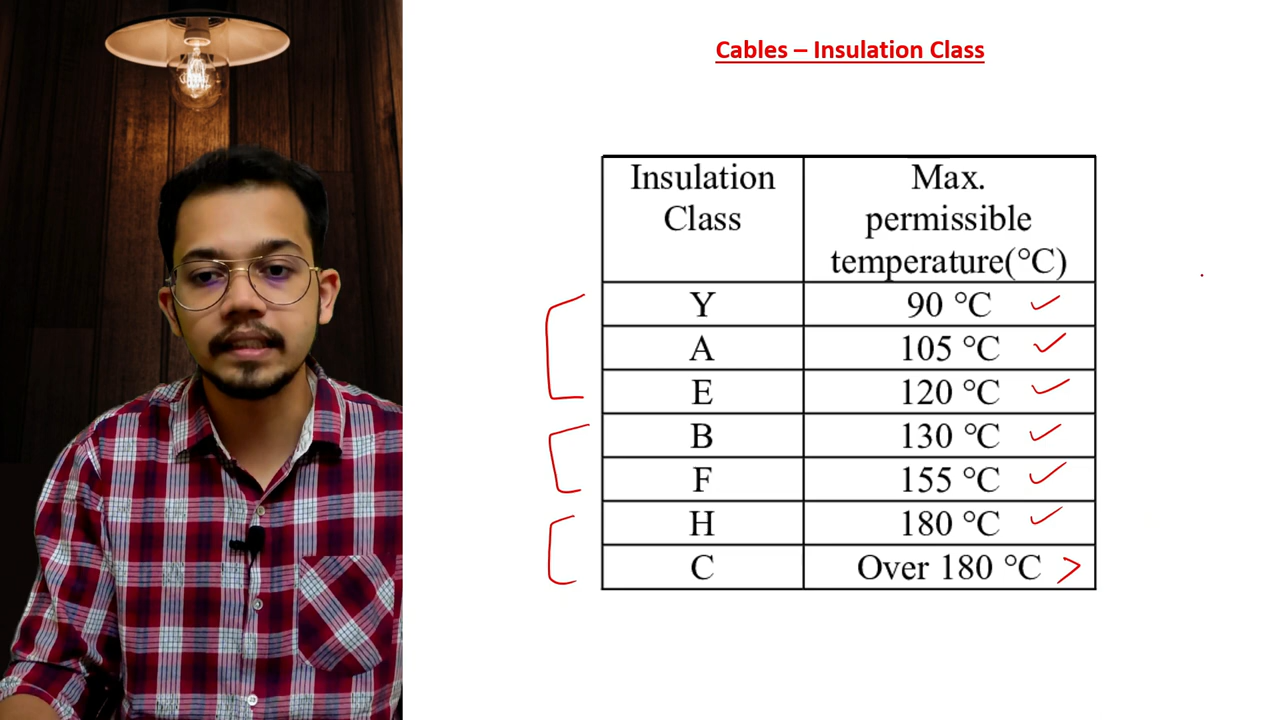 Cables – Insulation Class
Insulation Class
Max. permissible temperature(°C)
Y 90 °C
A 105 °C
E 120 °C
B 130 °C
F 155 °C
H 180 °C
C Over 180 °C